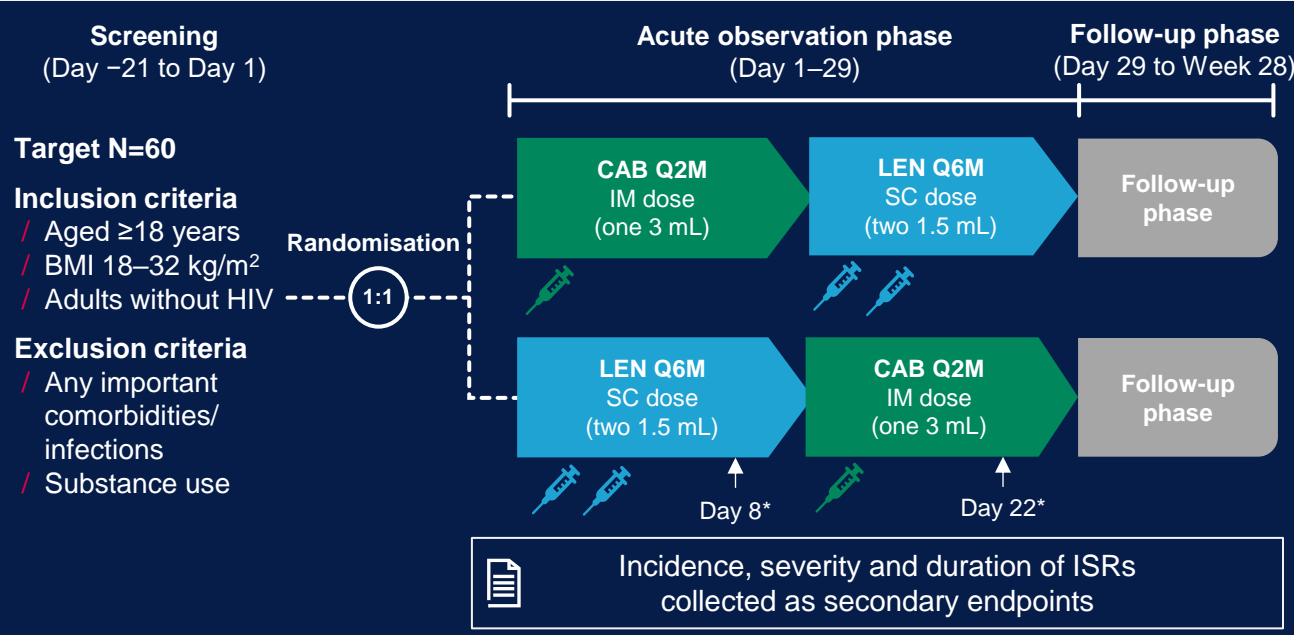 Screening
(Day −21 to Day 1)
Acute observation phase
(Day 1–29)
Follow-up phase
(Day 29 to Week 28)
Target N=60
Inclusion criteria
/ Aged ≥18 years
/ BMI 18–32 kg/m²
/ Adults without HIV
Exclusion criteria
/ Any important
comorbidities/
infections
/ Substance use
Randomisation
1:1
CAB Q2M
IM dose
(one 3 mL)
LEN Q6M
SC dose
(two 1.5 mL)
Follow-up
phase
LEN Q6M
SC dose
(two 1.5 mL)
CAB Q2M
IM dose
(one 3 mL)
Follow-up
phase
Day 8*
Day 22*
Incidence, severity and duration of ISRs
collected as secondary endpoints